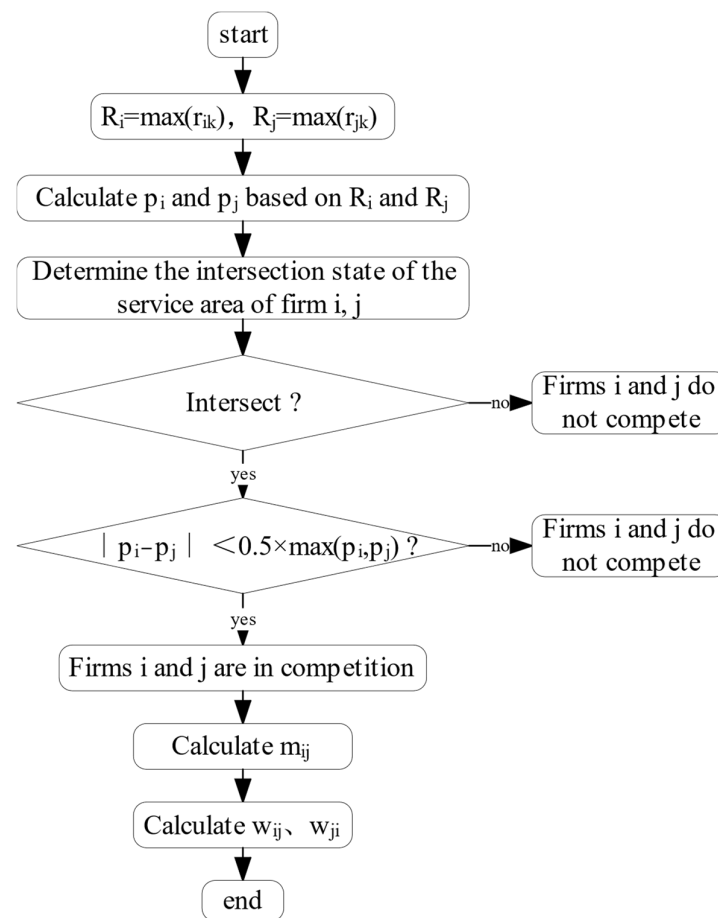 start
Rᵢ=max(rᵢₖ), Rⱼ=max(rⱼₖ)
Calculate pᵢ and pⱼ based on Rᵢ and Rⱼ
Determine the intersection state of the
service area of firm i, j
Intersect ?
no
Firms i and j do
not compete
yes
| pᵢ−pⱼ | <0.5×max(pᵢ,pⱼ) ?
no
Firms i and j do
not compete
yes
Firms i and j are in competition
Calculate mᵢⱼ
Calculate wᵢⱼ、wⱼᵢ
end